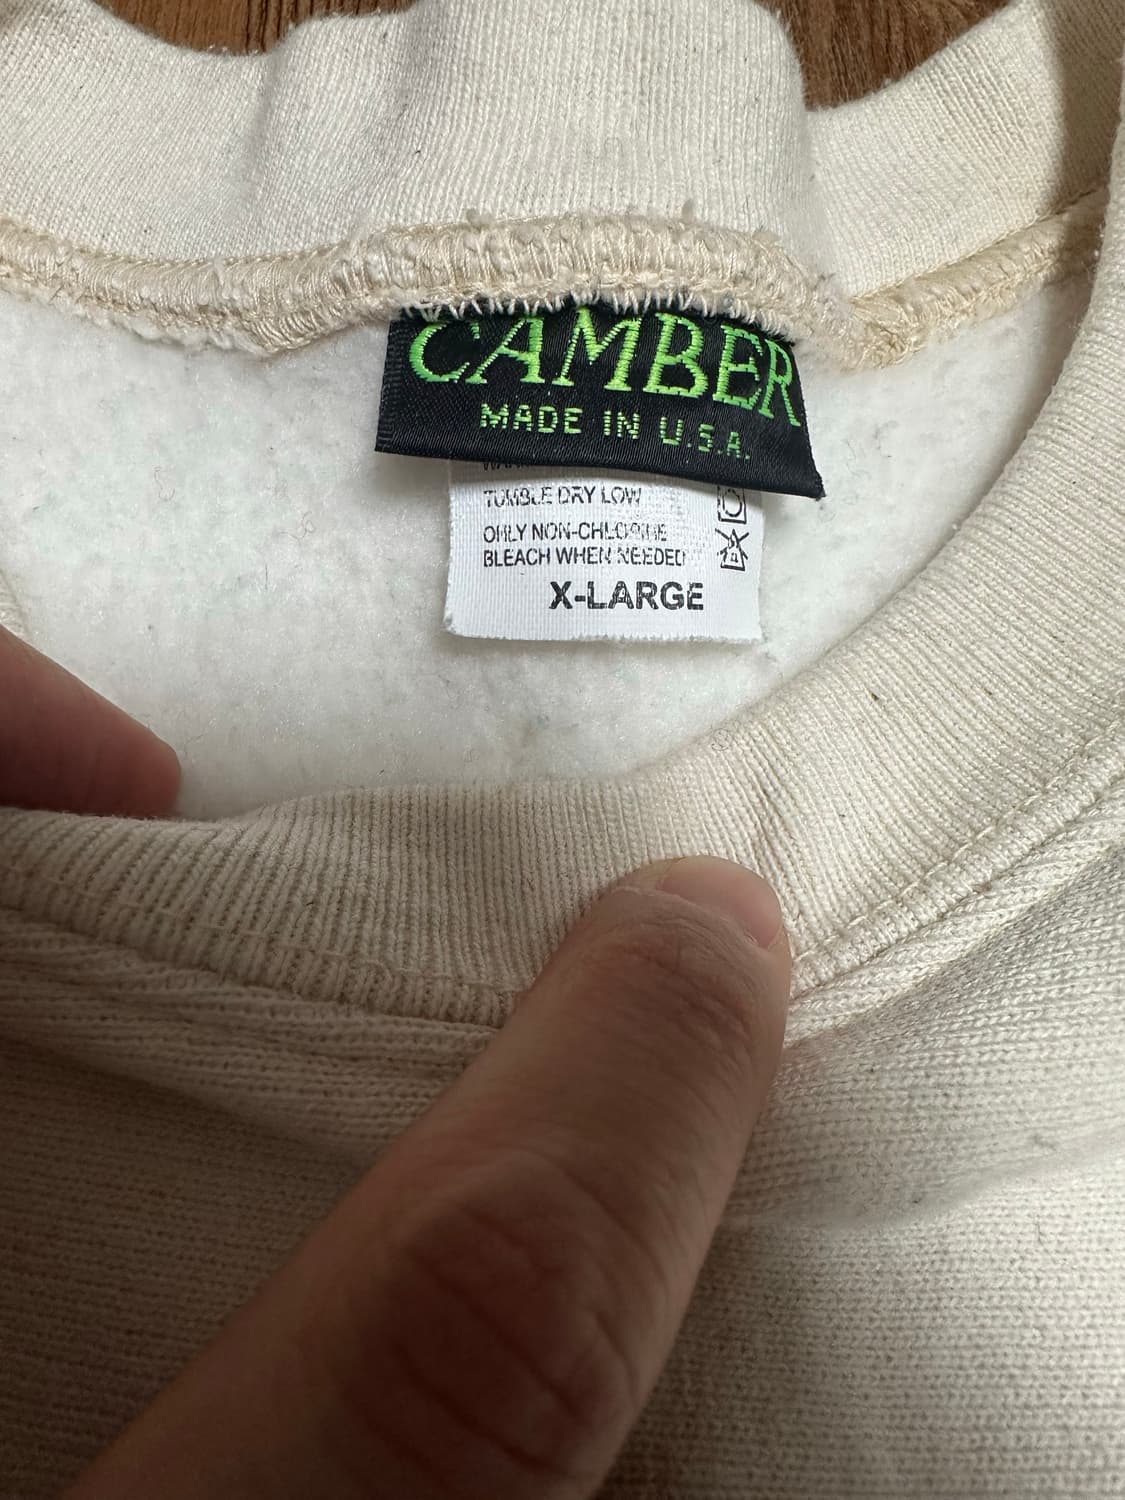 CAMBER
MADE IN U.S.A.
TUMBLE DRY LOW
ONLY NON-CHLORINE
BLEACH WHEN NEEDED
X-LARGE